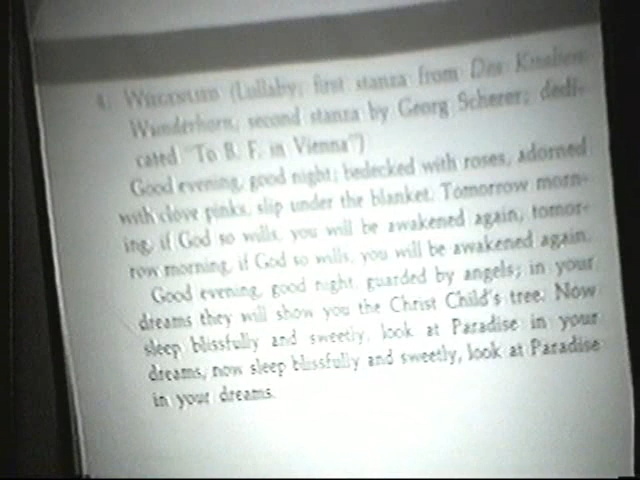 4. WIEGENLIED (Lullaby; first stanza from Des Knaben
Wunderhorn; second stanza by Georg Scherer; dedi-
cated "To B. F. in Vienna")
Good evening, good night; bedecked with roses, adorned
with clove pinks, slip under the blanket. Tomorrow morn-
ing, if God so wills, you will be awakened again, tomor-
row morning, if God so wills, you will be awakened again.
Good evening, good night, guarded by angels; in your
dreams they will show you the Christ Child's tree. Now
sleep blissfully and sweetly, look at Paradise in your
dreams, now sleep blissfully and sweetly, look at Paradise
in your dreams.